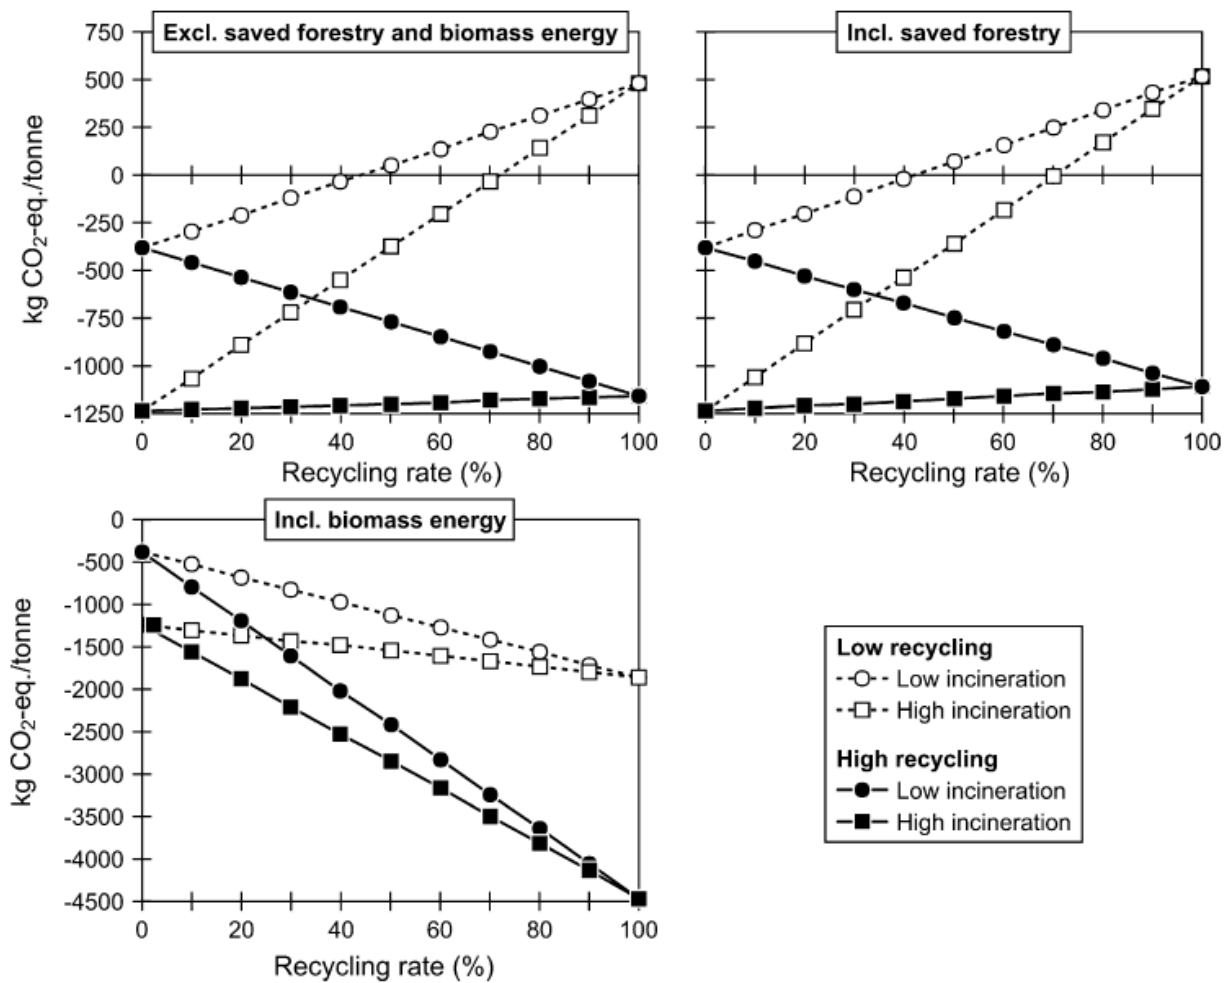 Excl. saved forestry and biomass energy
750
500
250
0
-250
-500
-750
-1000
-1250
kg CO₂-eq./tonne
0 20 40 60 80 100
Recycling rate (%)
Incl. saved forestry
0 20 40 60 80 100
Recycling rate (%)
Incl. biomass energy
0
-500
-1000
-1500
-2000
-2500
-3000
-3500
-4000
-4500
kg CO₂-eq./tonne
0 20 40 60 80 100
Recycling rate (%)
Low recycling
Low incineration
High incineration
High recycling
Low incineration
High incineration